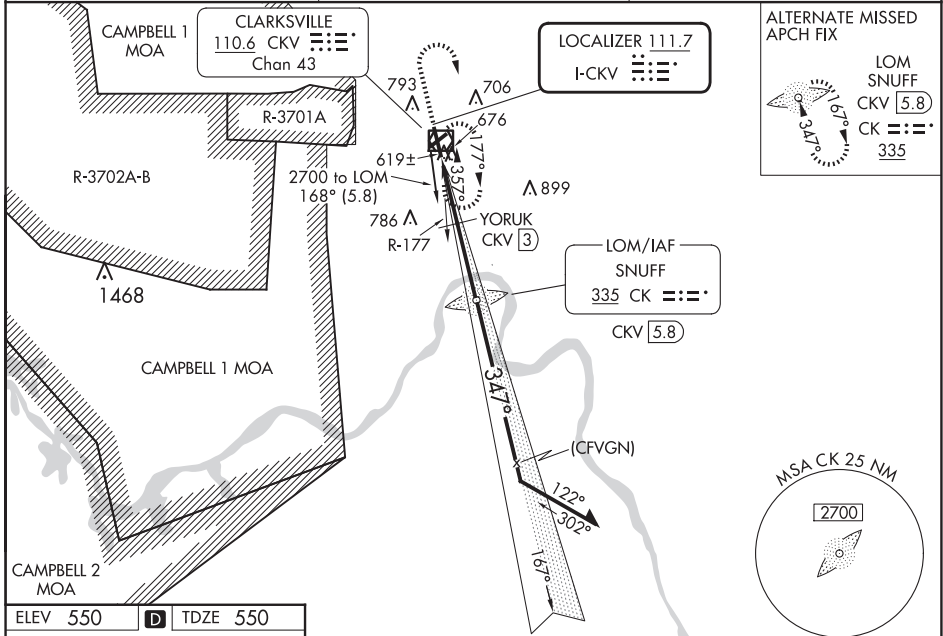 CAMPBELL 1
MOA
CLARKSVILLE
110.6 CKV
Chan 43
LOCALIZER 111.7
I-CKV
ALTERNATE MISSED
APCH FIX
LOM
SNUFF
CKV 5.8
CK
335
167°
347°
793
706
676
R-3701A
R-3702A-B
619±
2700 to LOM
168° (5.8)
177°
357°
899
786
R-177
YORUK
CKV 3
1468
LOM/IAF
SNUFF
335 CK
CKV 5.8
CAMPBELL 1 MOA
347°
(CFVGN)
122°
302°
167°
MSA CK 25 NM
2700
CAMPBELL 2
MOA
ELEV 550 D TDZE 550